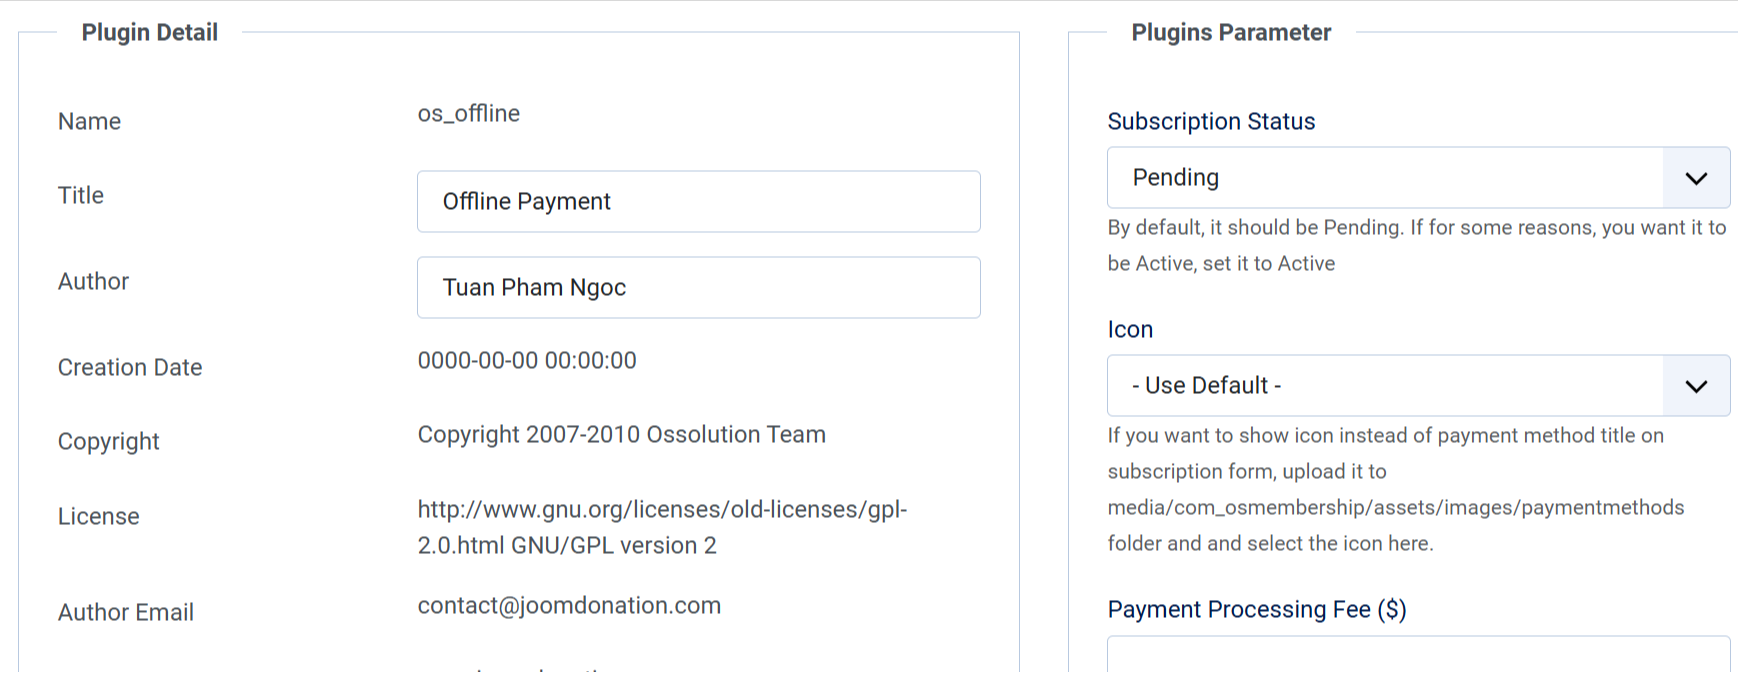 Plugin Detail
Name
os_offline
Title
Offline Payment
Author
Tuan Pham Ngoc
Creation Date
0000-00-00 00:00:00
Copyright
Copyright 2007-2010 Ossolution Team
License
http://www.gnu.org/licenses/old-licenses/gpl-
2.0.html GNU/GPL version 2
Author Email
contact@joomdonation.com
Plugins Parameter
Subscription Status
Pending
By default, it should be Pending. If for some reasons, you want it to
be Active, set it to Active
Icon
- Use Default -
If you want to show icon instead of payment method title on
subscription form, upload it to
media/com_osmembership/assets/images/paymentmethods
folder and and select the icon here.
Payment Processing Fee ($)